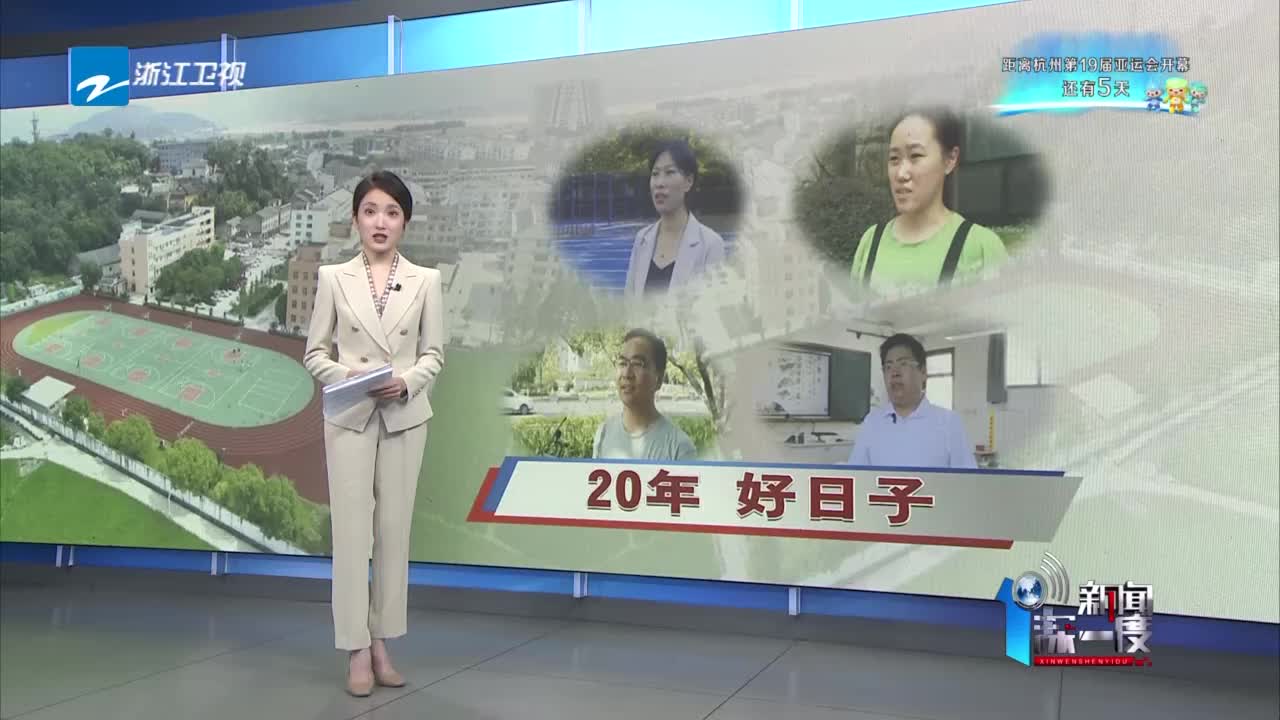 浙江卫视
距离杭州第19届亚运会开幕
还有5天
20年 好日子
新闻
深一度
XINWENSHENYIDU